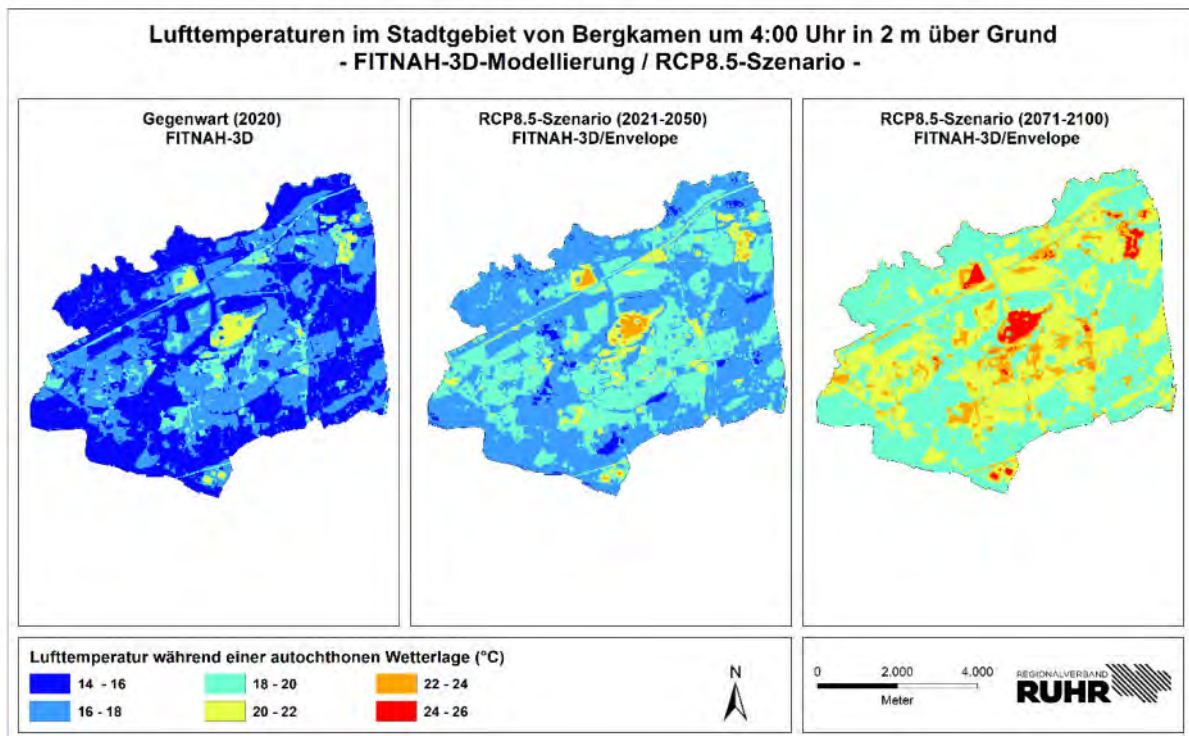 Lufttemperaturen im Stadtgebiet von Bergkamen um 4:00 Uhr in 2 m über Grund
- FITNAH-3D-Modellierung / RCP8.5-Szenario -
Gegenwart (2020)
FITNAH-3D
RCP8.5-Szenario (2021-2050)
FITNAH-3D/Envelope
RCP8.5-Szenario (2071-2100)
FITNAH-3D/Envelope
Lufttemperatur während einer autochthonen Wetterlage (°C)
14 - 16
18 - 20
22 - 24
16 - 18
20 - 22
24 - 26
N
0 2.000 4.000
Meter
REGIONALVERBAND
RUHR